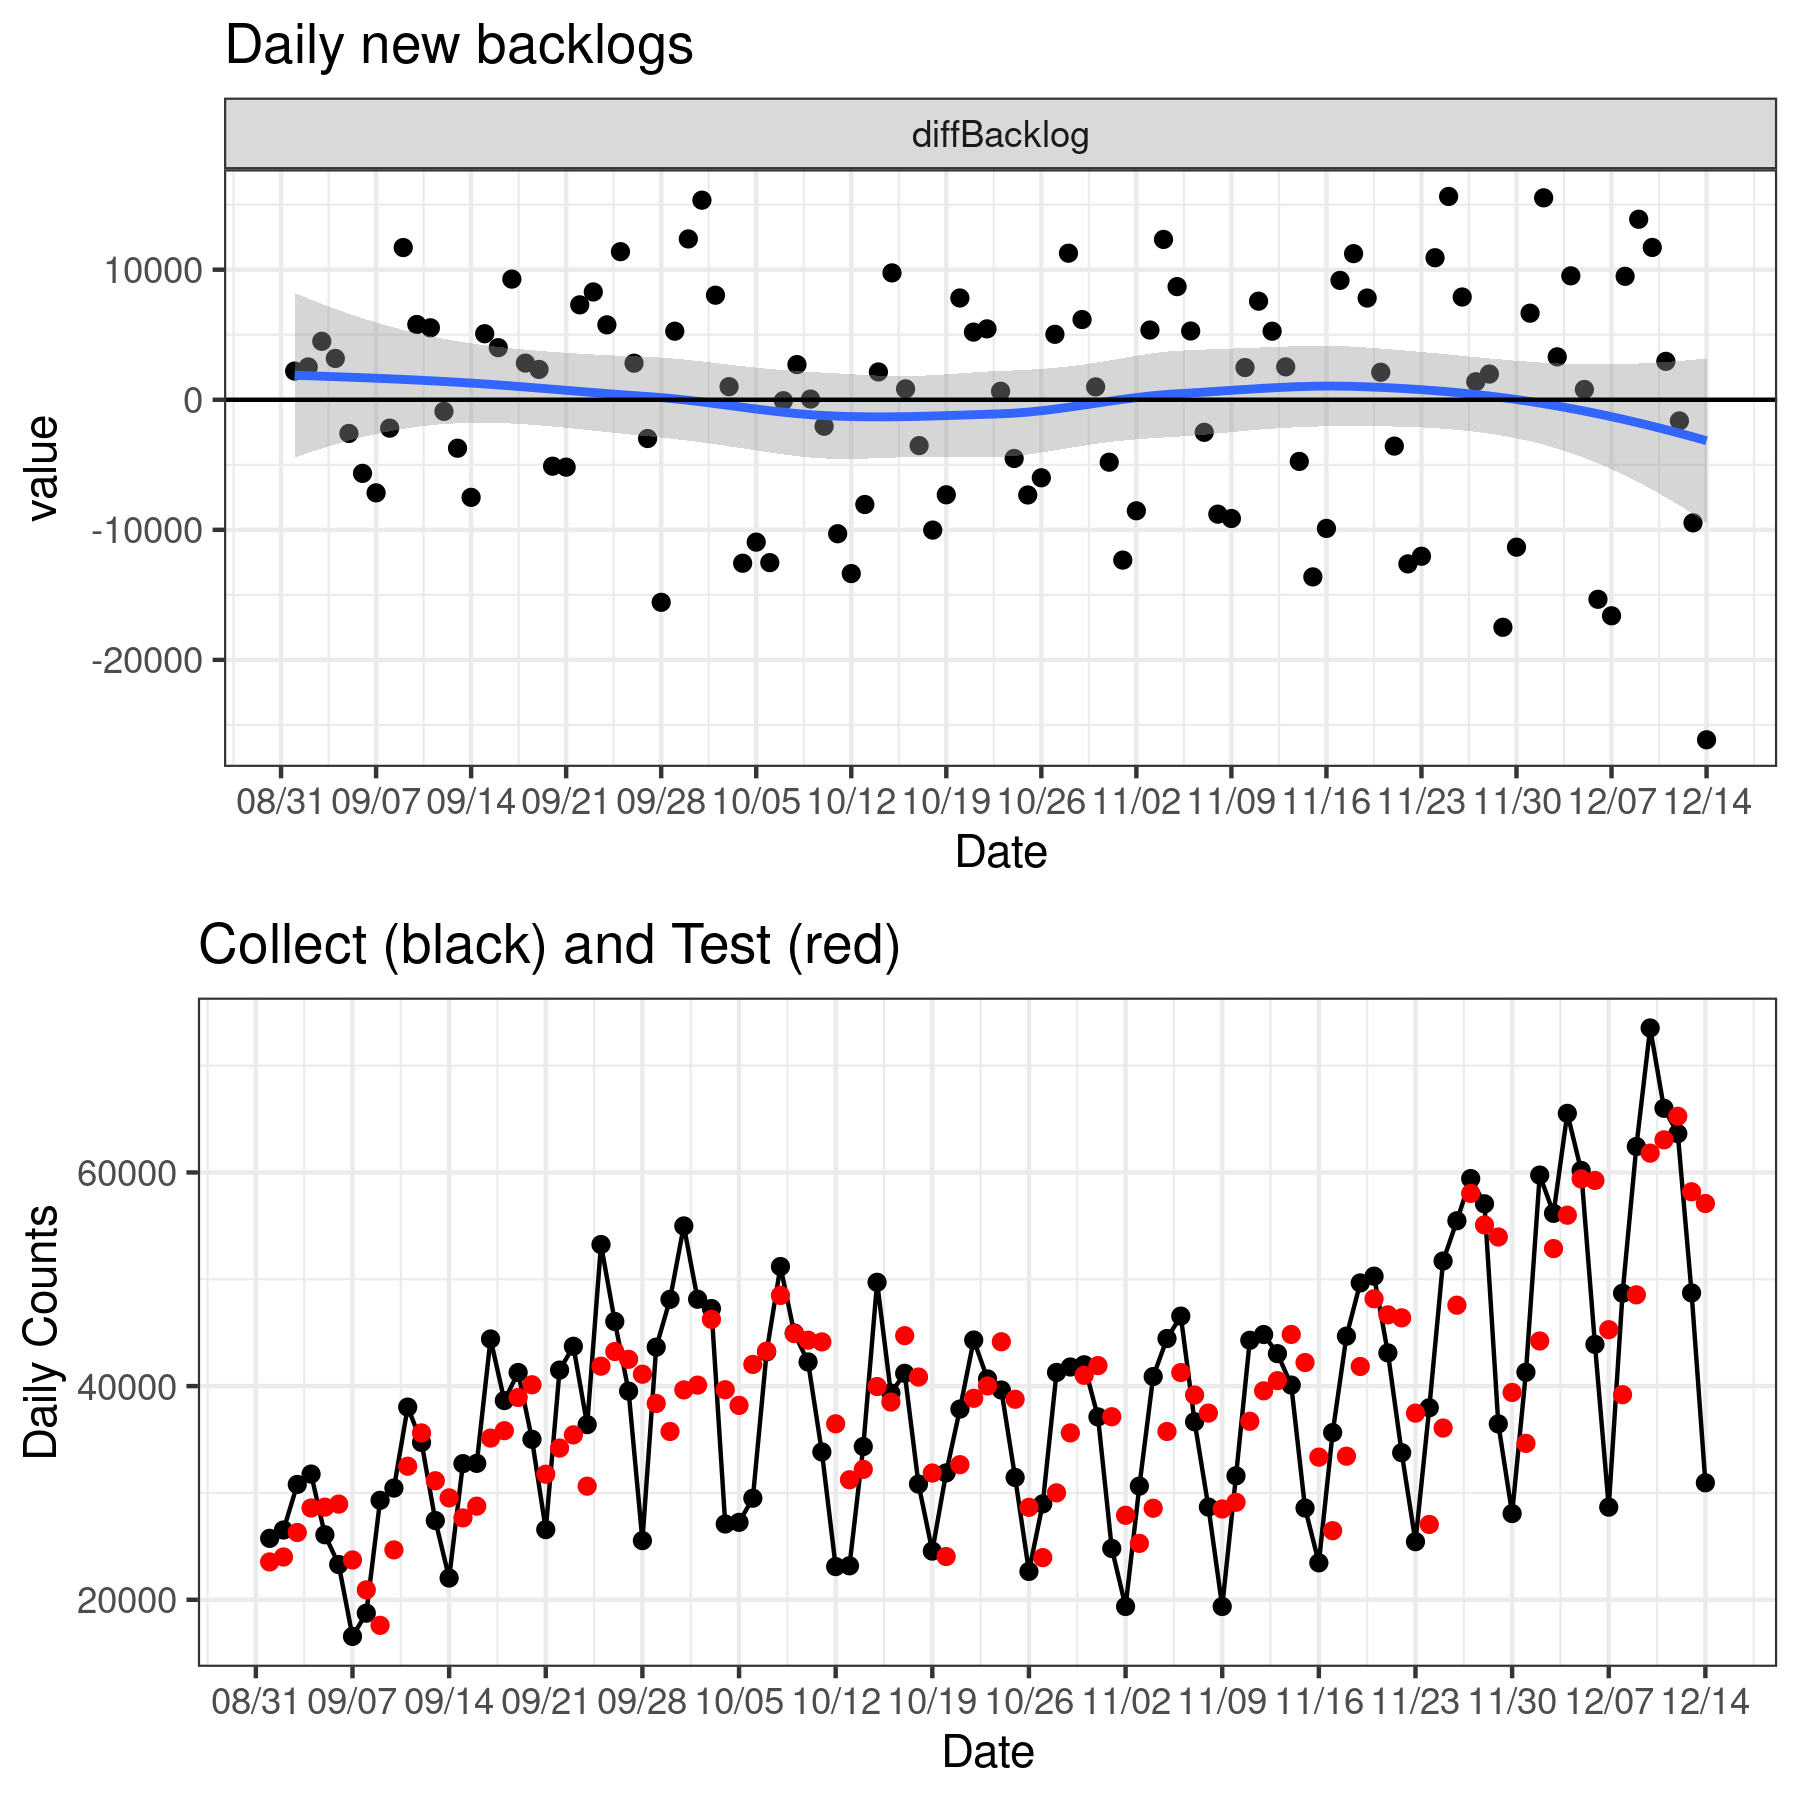 Daily new backlogs
diffBacklog
10000
0
-10000
-20000
value
08/31 09/07 09/14 09/21 09/28 10/05 10/12 10/19 10/26 11/02 11/09 11/16 11/23 11/30 12/07 12/14
Date
Collect (black) and Test (red)
60000
40000
20000
Daily Counts
08/31 09/07 09/14 09/21 09/28 10/05 10/12 10/19 10/26 11/02 11/09 11/16 11/23 11/30 12/07 12/14
Date